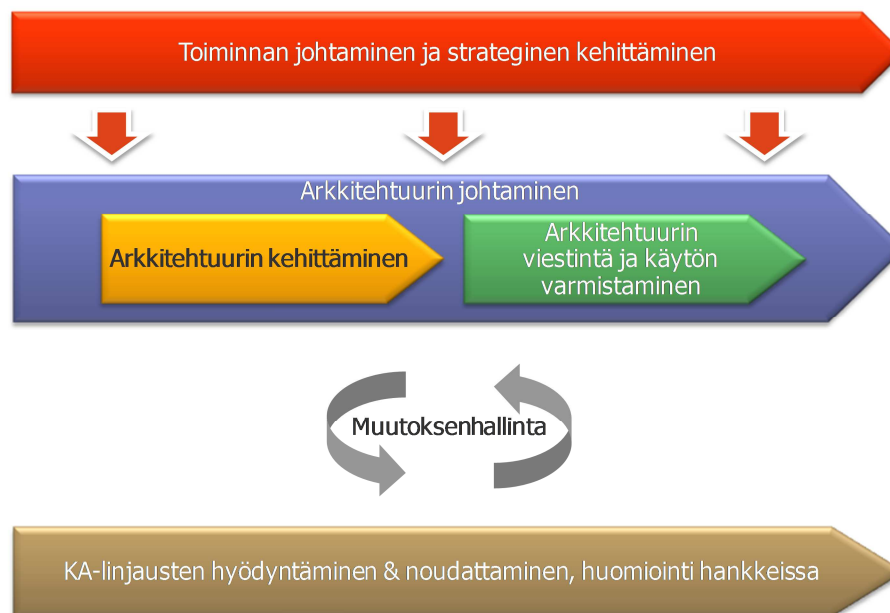 Toiminnan johtaminen ja strateginen kehittäminen
Arkkitehtuurin johtaminen
Arkkitehtuurin kehittäminen
Arkkitehtuurin
viestintä ja käytön
varmistaminen
Muutoksenhallinta
KA-linjausten hyödyntäminen & noudattaminen, huomiointi hankkeissa